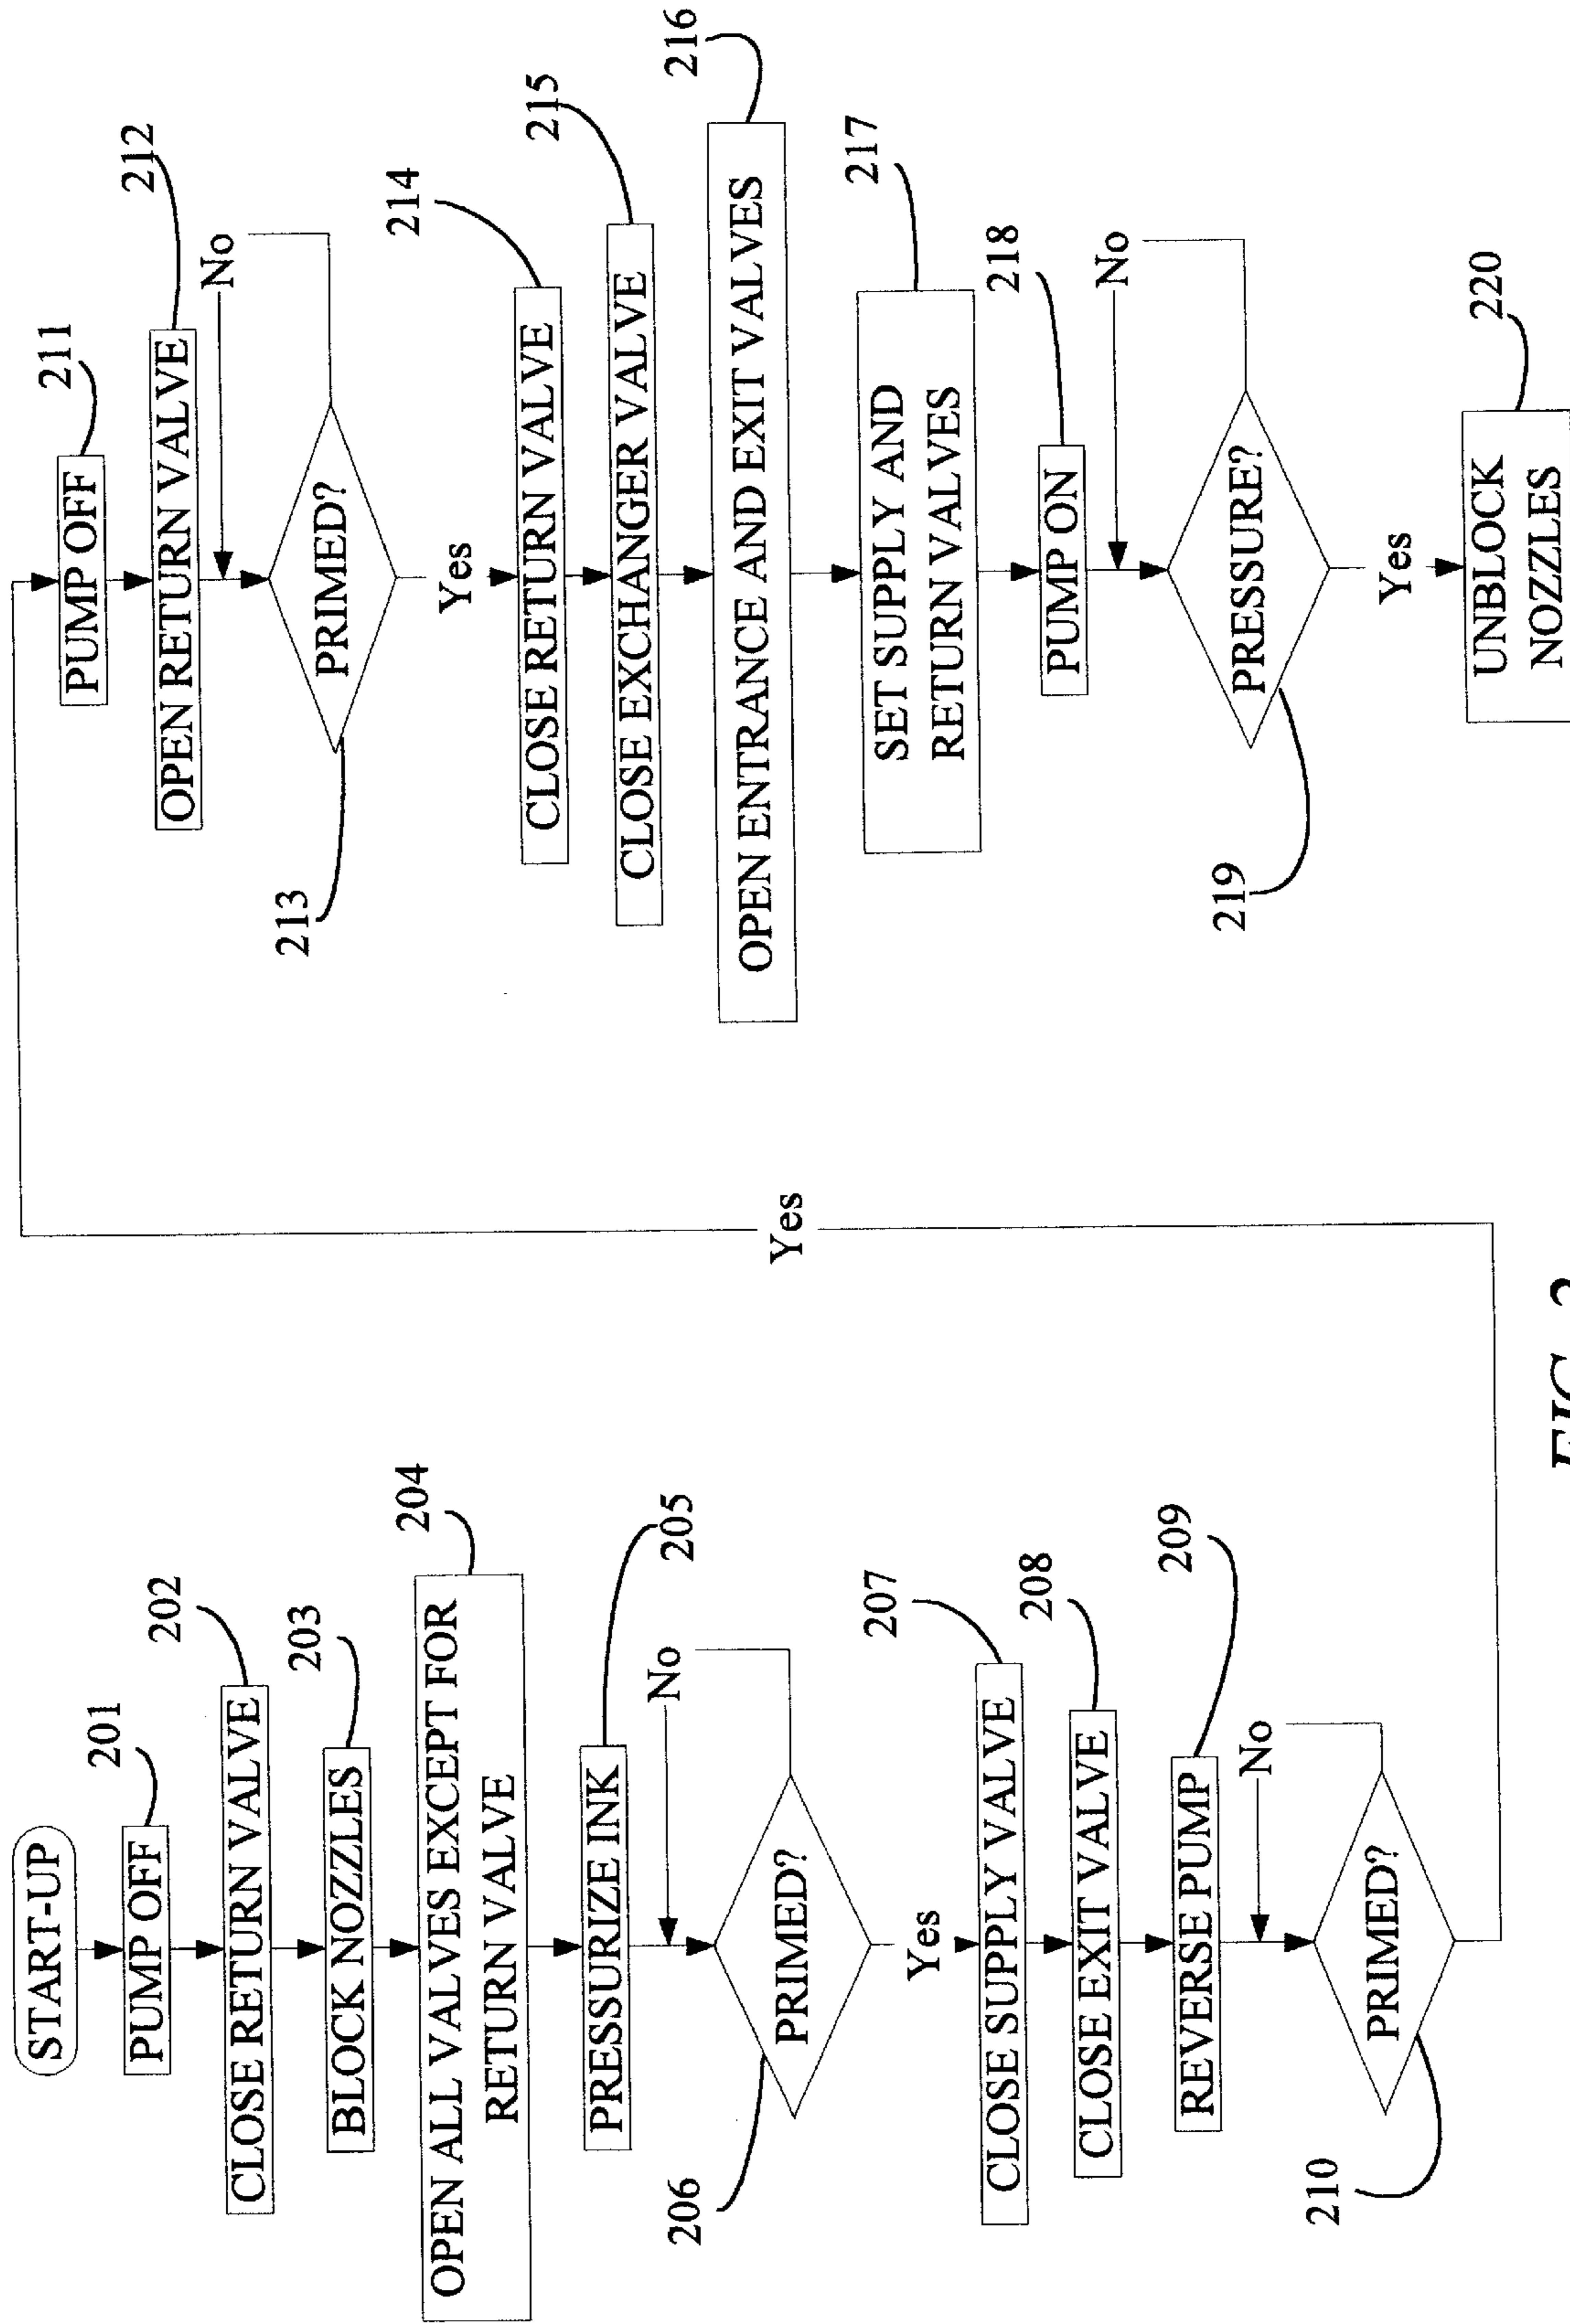 START-UP
PUMP OFF
201
CLOSE RETURN VALVE
202
BLOCK NOZZLES
203
OPEN ALL VALVES EXCEPT FOR
RETURN VALVE
204
PRESSURIZE INK
205
No
PRIMED?
206
Yes
CLOSE SUPPLY VALVE
207
CLOSE EXIT VALVE
208
REVERSE PUMP
209
No
PRIMED?
210
Yes
PUMP OFF
211
OPEN RETURN VALVE
212
No
PRIMED?
213
Yes
CLOSE RETURN VALVE
214
CLOSE EXCHANGER VALVE
215
OPEN ENTRANCE AND EXIT VALVES
216
SET SUPPLY AND
RETURN VALVES
217
PUMP ON
218
No
PRESSURE?
219
Yes
UNBLOCK
NOZZLES
220